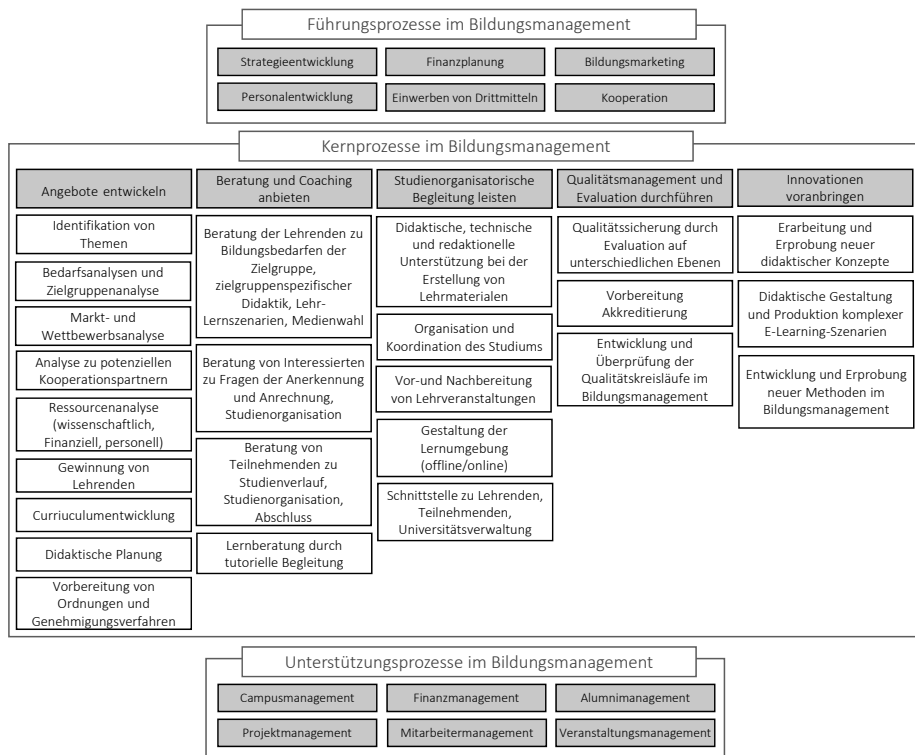 Führungsprozesse im Bildungsmanagement
Strategieentwicklung
Finanzplanung
Bildungsmarketing
Personalentwicklung
Einwerben von Drittmitteln
Kooperation
Kernprozesse im Bildungsmanagement
Angebote entwickeln
Identifikation von
Themen
Bedarfsanalysen und
Zielgruppenanalyse
Markt- und
Wettbewerbsanalyse
Analyse zu potenziellen
Kooperationspartnern
Ressourcenanalyse
(wissenschaftlich,
Finanziell, personell)
Gewinnung von
Lehrenden
Curriuculumentwicklung
Didaktische Planung
Vorbereitung von
Ordnungen und
Genehmigungsverfahren
Beratung und Coaching
anbieten
Beratung der Lehrenden zu
Bildungsbedarfen der
Zielgruppe,
zielgruppenspezifischer
Didaktik, Lehr-
Lernszenarien, Medienwahl
Beratung von Interessierten
zu Fragen der Anerkennung
und Anrechnung,
Studienorganisation
Beratung von
Teilnehmenden zu
Studienverlauf,
Studienorganisation,
Abschluss
Lernberatung durch
tutorielle Begleitung
Studienorganisatorische
Begleitung leisten
Didaktische, technische
und redaktionelle
Unterstützung bei der
Erstellung von
Lehrmaterialen
Organisation und
Koordination des Studiums
Vor-und Nachbereitung
von Lehrveranstaltungen
Gestaltung der
Lernumgebung
(offline/online)
Schnittstelle zu Lehrenden,
Teilnehmenden,
Universitätsverwaltung
Qualitätsmanagement und
Evaluation durchführen
Qualitätssicherung durch
Evaluation auf
unterschiedlichen Ebenen
Vorbereitung
Akkreditierung
Entwicklung und
Überprüfung der
Qualitätskreisläufe im
Bildungsmanagement
Innovationen
voranbringen
Erarbeitung und
Erprobung neuer
didaktischer Konzepte
Didaktische Gestaltung
und Produktion komplexer
E-Learning-Szenarien
Entwicklung und Erprobung
neuer Methoden im
Bildungsmanagement
Unterstützungsprozesse im Bildungsmanagement
Campusmanagement
Finanzmanagement
Alumnimanagement
Projektmanagement
Mitarbeitermanagement
Veranstaltungsmanagement